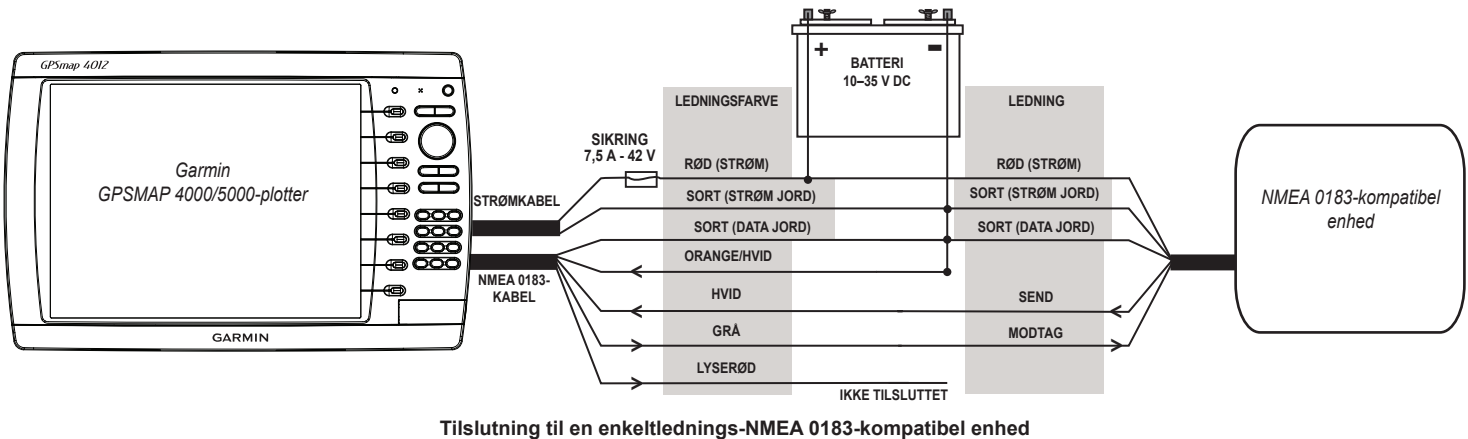 GPSmap 4012
Garmin
GPSMAP 4000/5000-plotter
GARMIN
STRØMKABEL
NMEA 0183-
KABEL
SIKRING
7,5 A - 42 V
LEDNINGSFARVE
RØD (STRØM)
SORT (STRØM JORD)
SORT (DATA JORD)
ORANGE/HVID
HVID
GRÅ
LYSERØD
+ -
BATTERI
10–35 V DC
LEDNING
RØD (STRØM)
SORT (STRØM JORD)
SORT (DATA JORD)
SEND
MODTAG
IKKE TILSLUTTET
NMEA 0183-kompatibel
enhed
Tilslutning til en enkeltlednings-NMEA 0183-kompatibel enhed